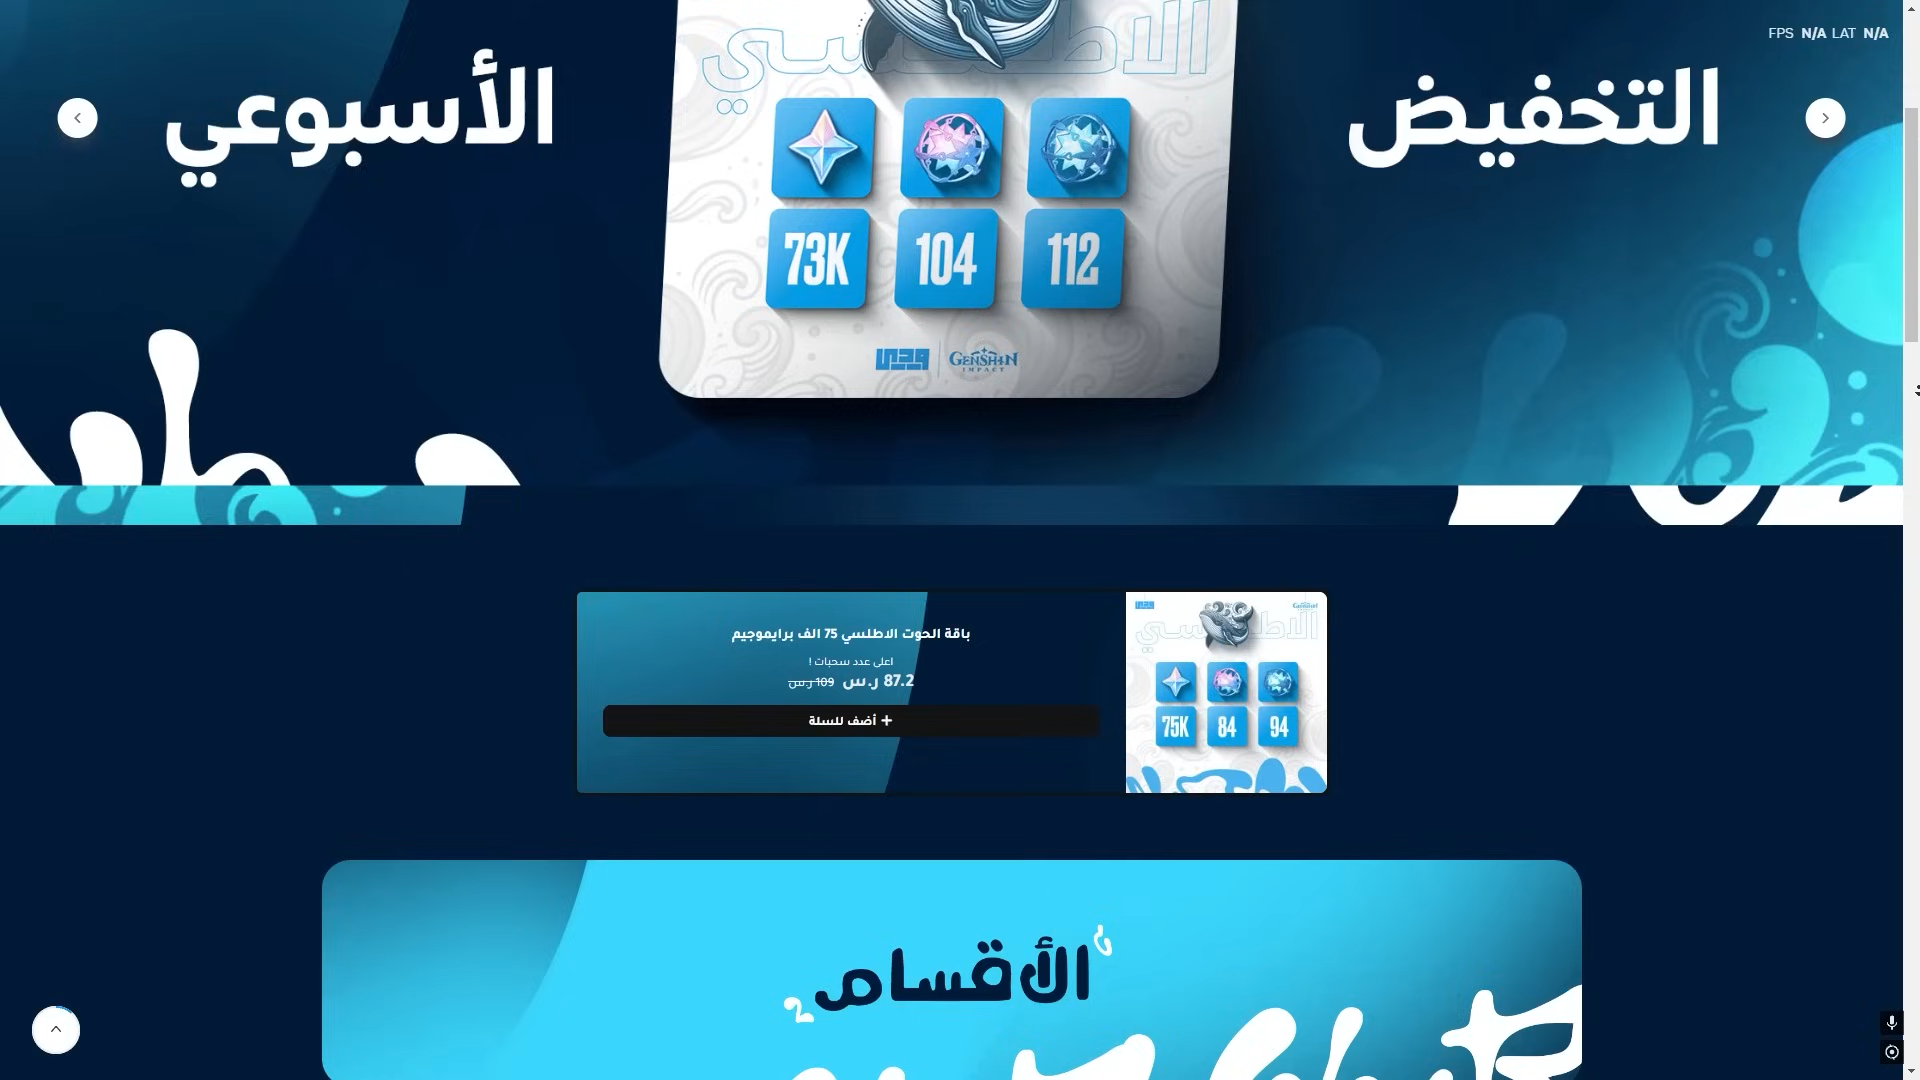 FPS N/A LAT N/A
الاطلسي
التخفيض
الأسبوعي
73K 104 112
GENSHIN
IMPACT
الاطلسي
75K 84 94
باقة الحوت الاطلسي 75 الف برايموجيم
اعلى عدد سحبات !
87.2 ر.س 109 ر.س
+ أضف للسلة
الأقسام